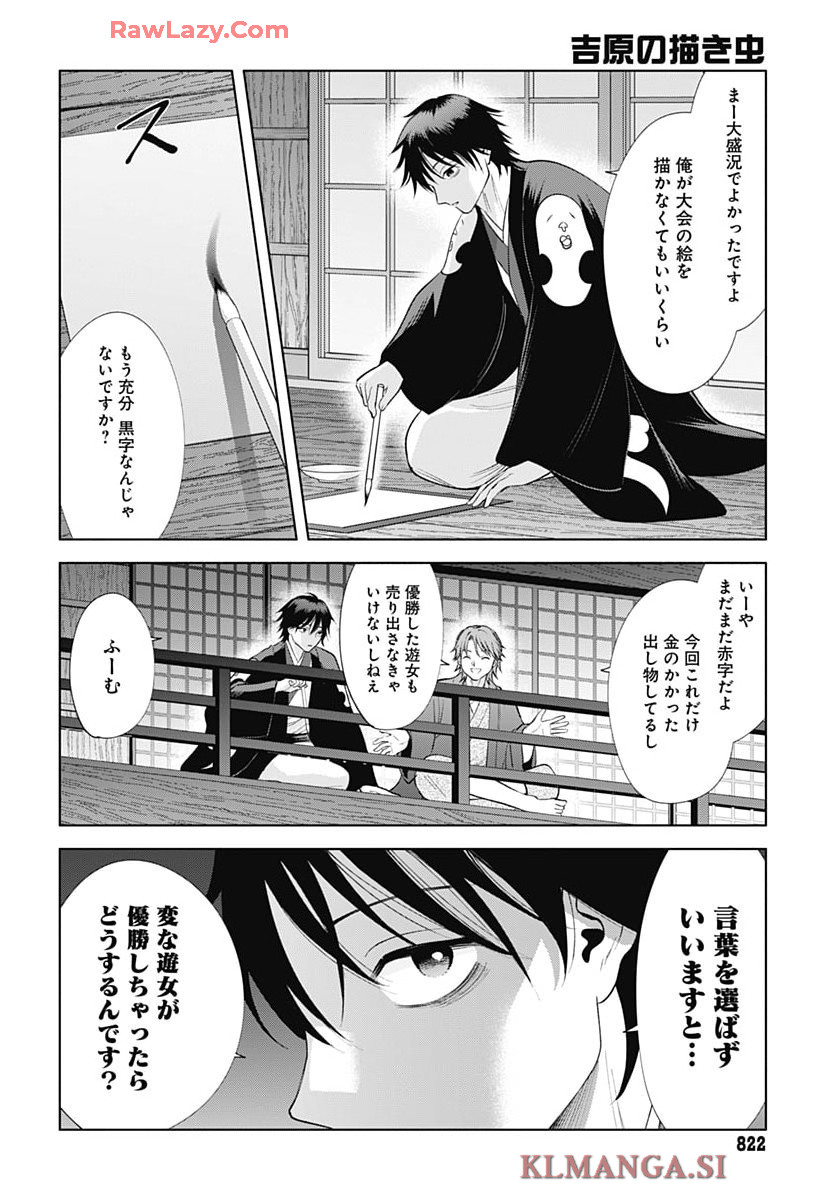 RawLazy.Com
吉原の描き虫
まー大盛況でよかったですよ
俺が大会の絵を
描かなくてもいいくらい
ス
もう充分 黒字なんじゃ
ないですか?
いーや
まだまだ赤字だよ
今回これだけ
金のかかった
出し物してるし
優勝した遊女も
売り出さなきゃ
いけないしねえ
ふーむ
言葉を選ばず
いいますと…
変な遊女が
優勝しちゃったら
どうするんです?
822
KLMANGA.SI